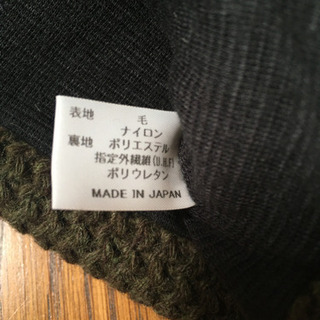 表地 毛
ナイロン
裏地 ポリエステル
指定外繊維(U.M.F)
ポリウレタン
MADE IN JAPAN